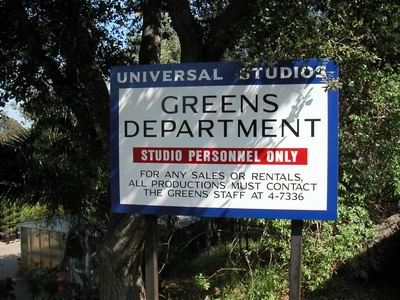 UNIVERSAL STUDIOS
GREENS
DEPARTMENT
STUDIO PERSONNEL ONLY
FOR ANY SALES OR RENTALS,
ALL PRODUCTIONS MUST CONTACT
THE GREENS STAFF AT 4-7336